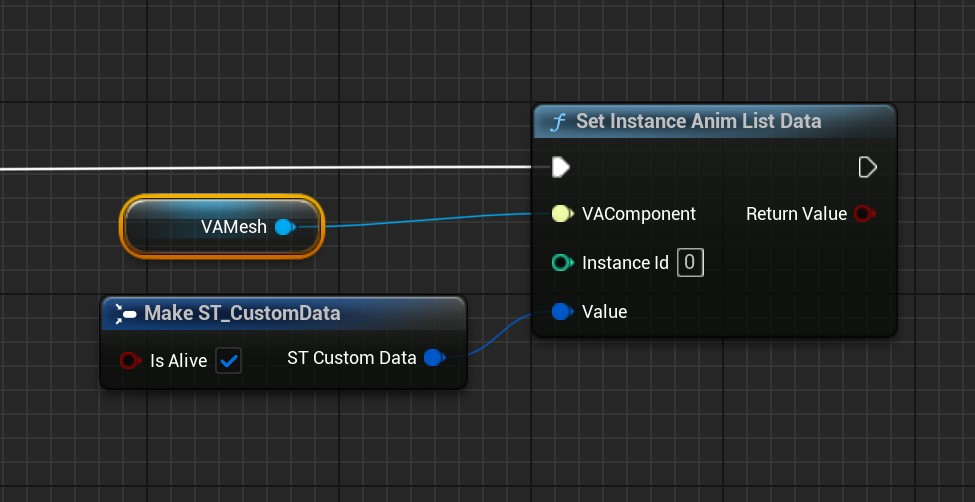 Set Instance Anim List Data
VAMesh
VAComponent
Return Value
Instance Id 0
Make ST_CustomData
Value
Is Alive
ST Custom Data